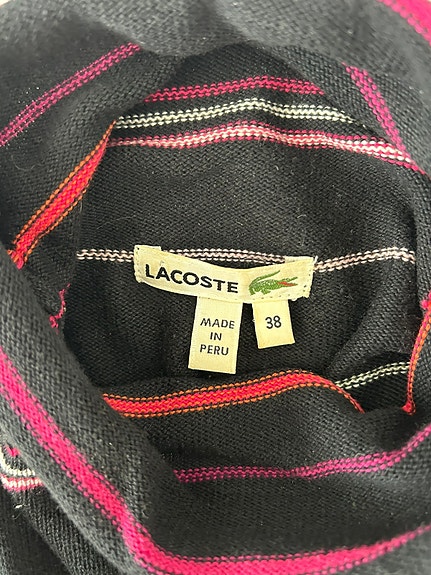 LACOSTE
MADE
IN
PERU
38